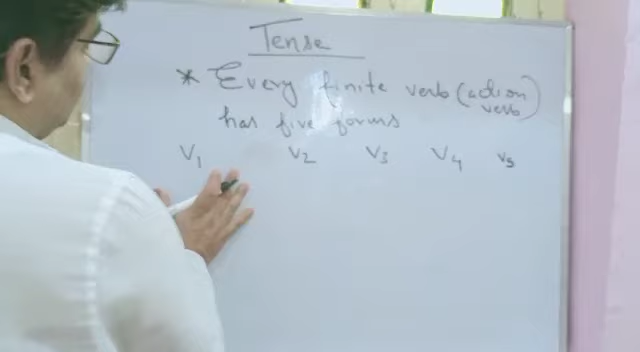 Tense
* Every finite verb (action verb)
has five forms
V1 V2 V3 V4 V5